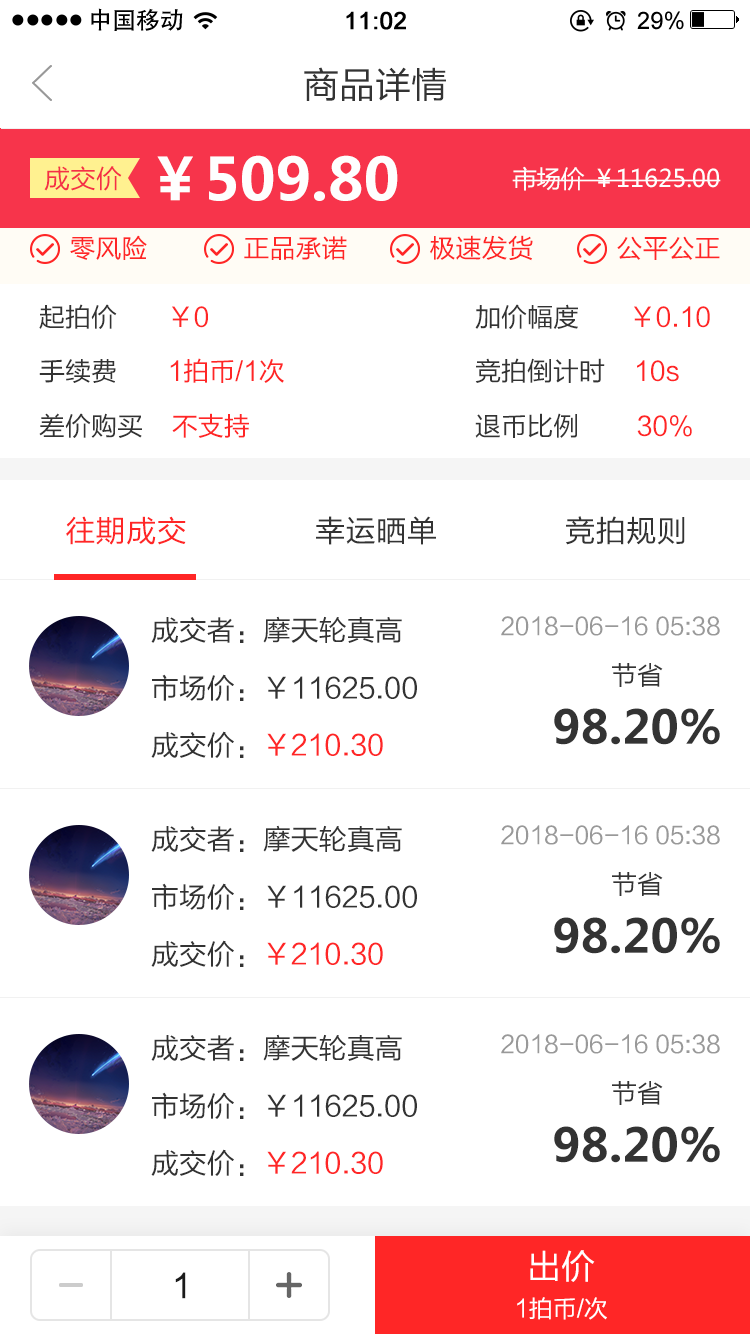 中国移动 11:02 29%
商品详情
成交价 ¥509.80 市场价 ¥11625.00
零风险 正品承诺 极速发货 公平公正
起拍价 ¥0 加价幅度 ¥0.10
手续费 1拍币/1次 竞拍倒计时 10s
差价购买 不支持 退币比例 30%
往期成交 幸运晒单 竞拍规则
成交者：摩天轮真高 2018-06-16 05:38
市场价：¥11625.00 节省
成交价：¥210.30 98.20%
成交者：摩天轮真高 2018-06-16 05:38
市场价：¥11625.00 节省
成交价：¥210.30 98.20%
成交者：摩天轮真高 2018-06-16 05:38
市场价：¥11625.00 节省
成交价：¥210.30 98.20%
− 1 + 出价
1拍币/次